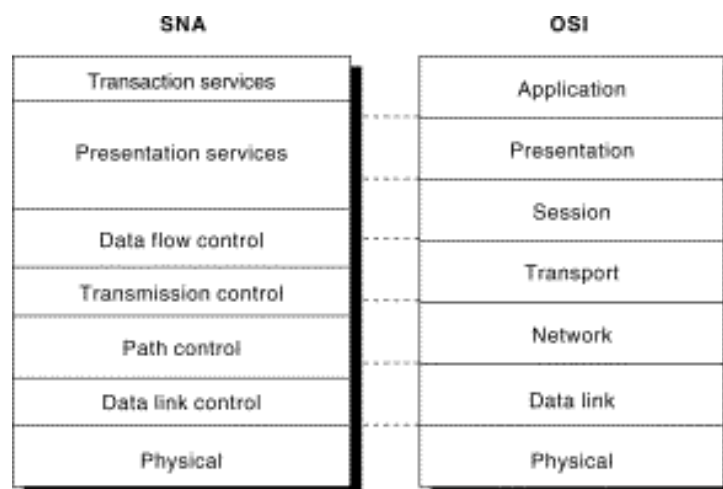 SNA
Transaction services
Presentation services
Data flow control
Transmission control
Path control
Data link control
Physical
OSI
Application
Presentation
Session
Transport
Network
Data link
Physical